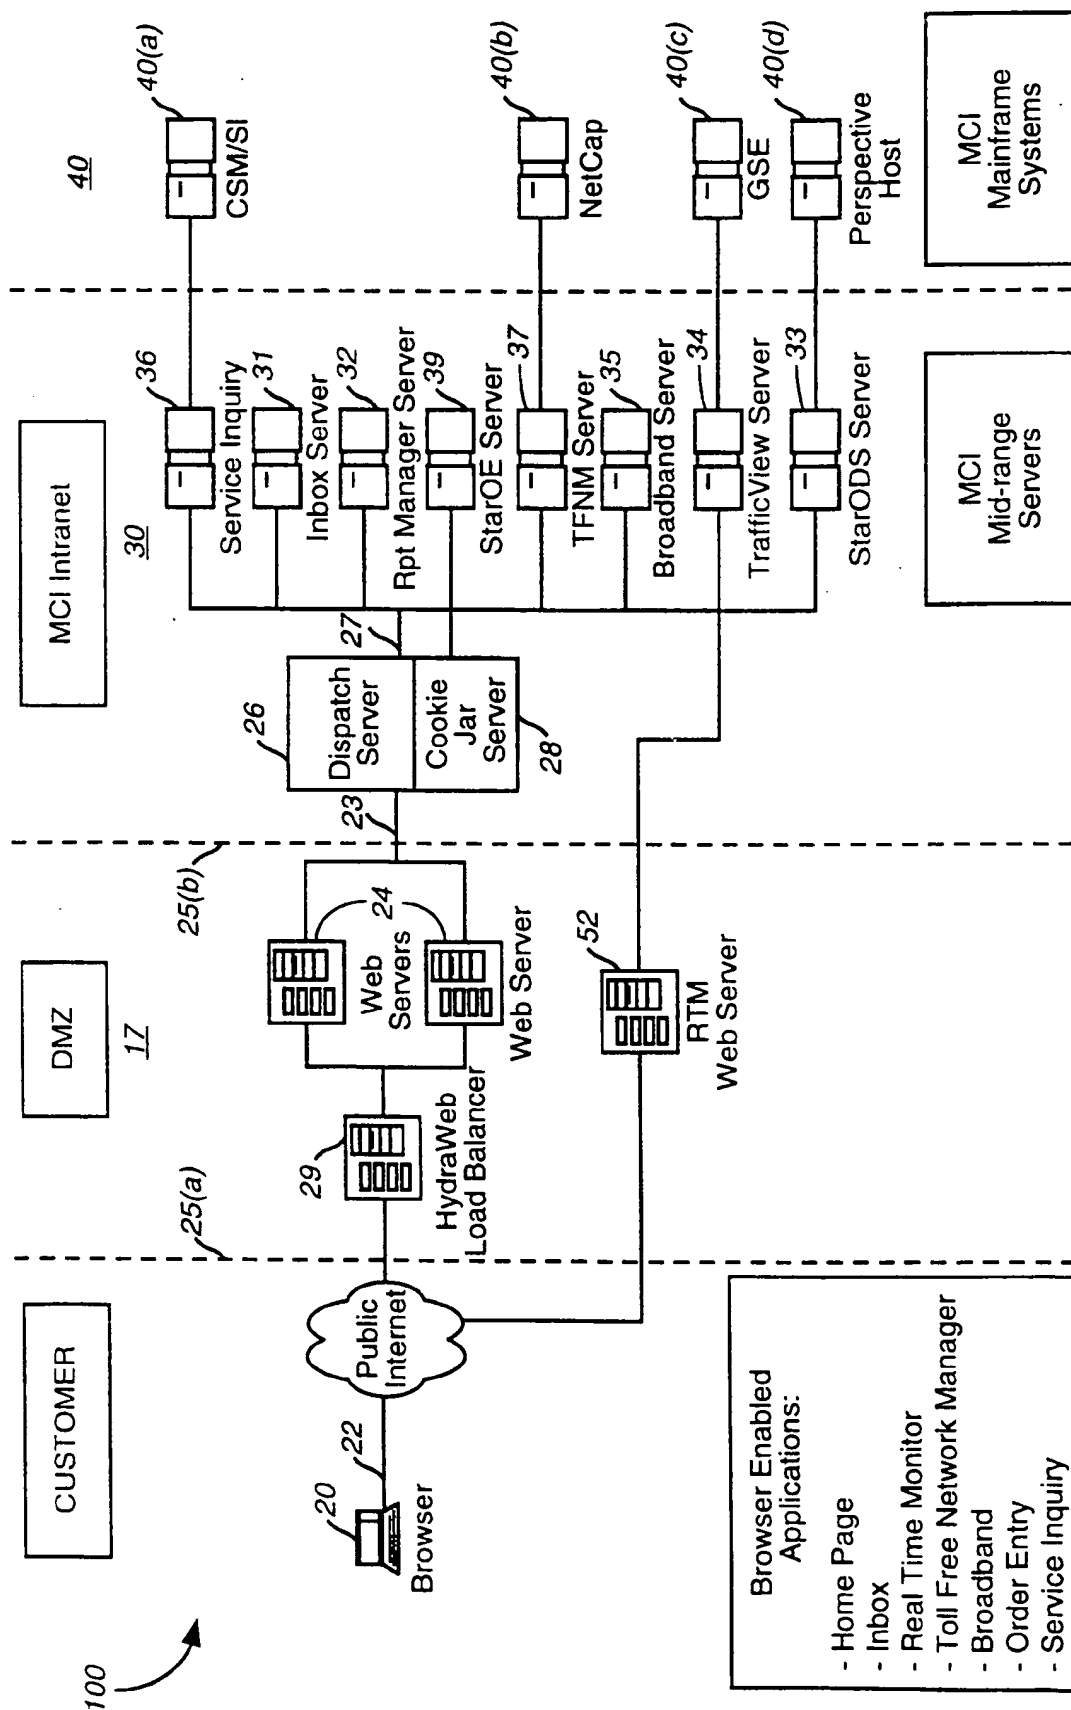 100
CUSTOMER
DMZ
17
MCI Intranet
30
40
25(a)
25(b)
20
Browser
22
Public
Internet
29
HydraWeb
Load Balancer
24
Web
Servers
Web Server
52
RTM
Web Server
23
26
Dispatch
Server
Cookie
Jar
Server
28
27
36
Service Inquiry
31
Inbox Server
32
Rpt Manager Server
39
StarOE Server
37
TFNM Server
35
Broadband Server
34
TrafficView Server
33
StarODS Server
40(a)
CSM/SI
40(b)
NetCap
40(c)
GSE
40(d)
Perspective
Host
Browser Enabled
Applications:
- Home Page
- Inbox
- Real Time Monitor
- Toll Free Network Manager
- Broadband
- Order Entry
- Service Inquiry
MCI
Mid-range
Servers
MCI
Mainframe
Systems